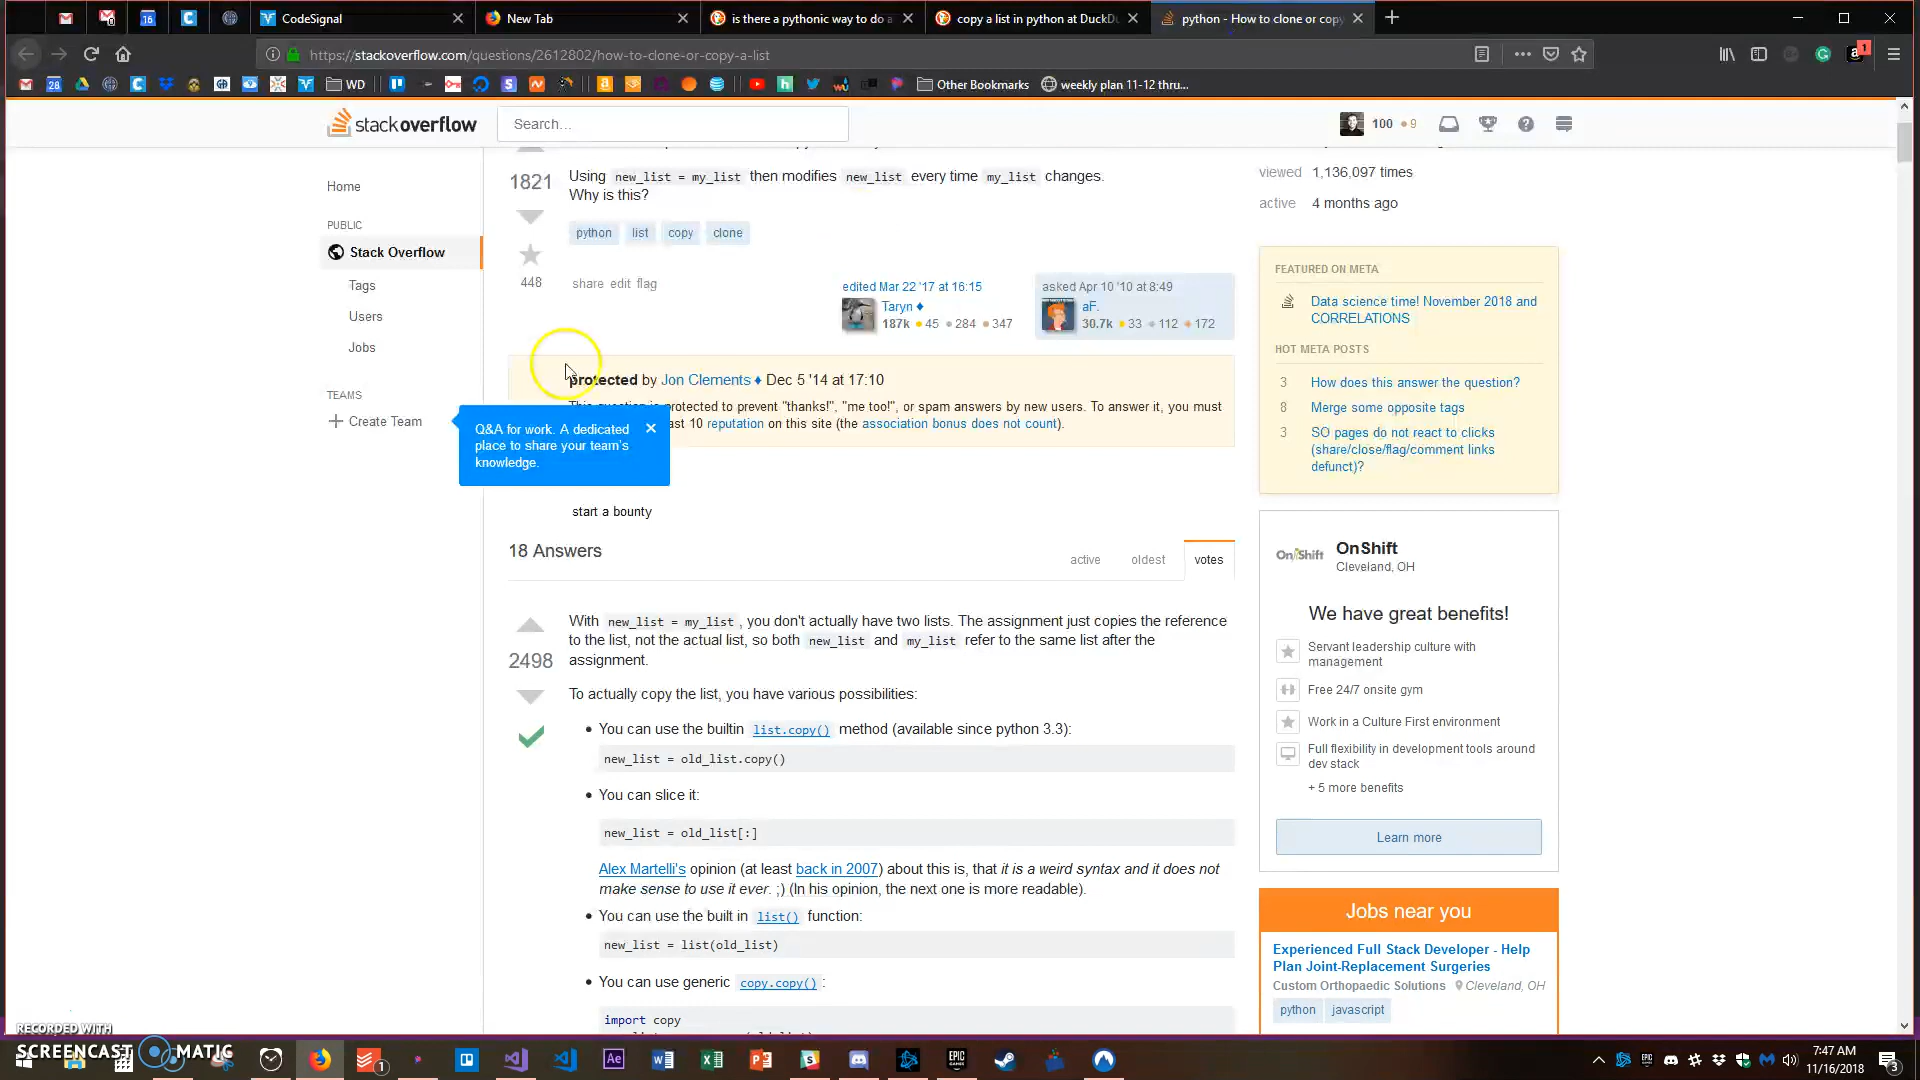 CodeSignal
New Tab
is there a pythonic way to do a
copy a list in python at DuckDu
python - How to clone or copy
https://stackoverflow.com/questions/2612802/how-to-clone-or-copy-a-list
WD
Other Bookmarks
weekly plan 11-12 thru...
stackoverflow
Search...
100 9
Using new_list = my_list then modifies new_list every time my_list changes.
Why is this?
1821
python list copy clone
448
share edit flag
edited Mar 22 '17 at 16:15
Taryn ♦
187k 45 284 347
asked Apr 10 '10 at 8:49
aF.
30.7k 33 112 172
viewed 1,136,097 times
active 4 months ago
Home
PUBLIC
Stack Overflow
Tags
Users
Jobs
TEAMS
Create Team
Q&A for work. A dedicated
place to share your team's
knowledge.
protected by Jon Clements ♦ Dec 5 '14 at 17:10
protected to prevent "thanks!", "me too!", or spam answers by new users. To answer it, you must
10 reputation on this site (the association bonus does not count).
start a bounty
18 Answers
active oldest votes
2498
With new_list = my_list, you don't actually have two lists. The assignment just copies the reference
to the list, not the actual list, so both new_list and my_list refer to the same list after the
assignment.
To actually copy the list, you have various possibilities:
• You can use the builtin list.copy() method (available since python 3.3):
new_list = old_list.copy()
• You can slice it:
new_list = old_list[:]
Alex Martelli's opinion (at least back in 2007) about this is, that it is a weird syntax and it does not
make sense to use it ever. ;) (In his opinion, the next one is more readable).
• You can use the built in list() function:
new_list = list(old_list)
• You can use generic copy.copy() :
import copy
FEATURED ON META
Data science time! November 2018 and
CORRELATIONS
HOT META POSTS
3 How does this answer the question?
8 Merge some opposite tags
3 SO pages do not react to clicks
(share/close/flag/comment links
defunct)?
OnShift
OnShift
Cleveland, OH
We have great benefits!
Servant leadership culture with
management
Free 24/7 onsite gym
Work in a Culture First environment
Full flexibility in development tools around
dev stack
+ 5 more benefits
Learn more
Jobs near you
Experienced Full Stack Developer - Help
Plan Joint-Replacement Surgeries
Custom Orthopaedic Solutions Cleveland, OH
python javascript
RECORDED WITH
SCREENCAST MATIC
7:47 AM
11/16/2018